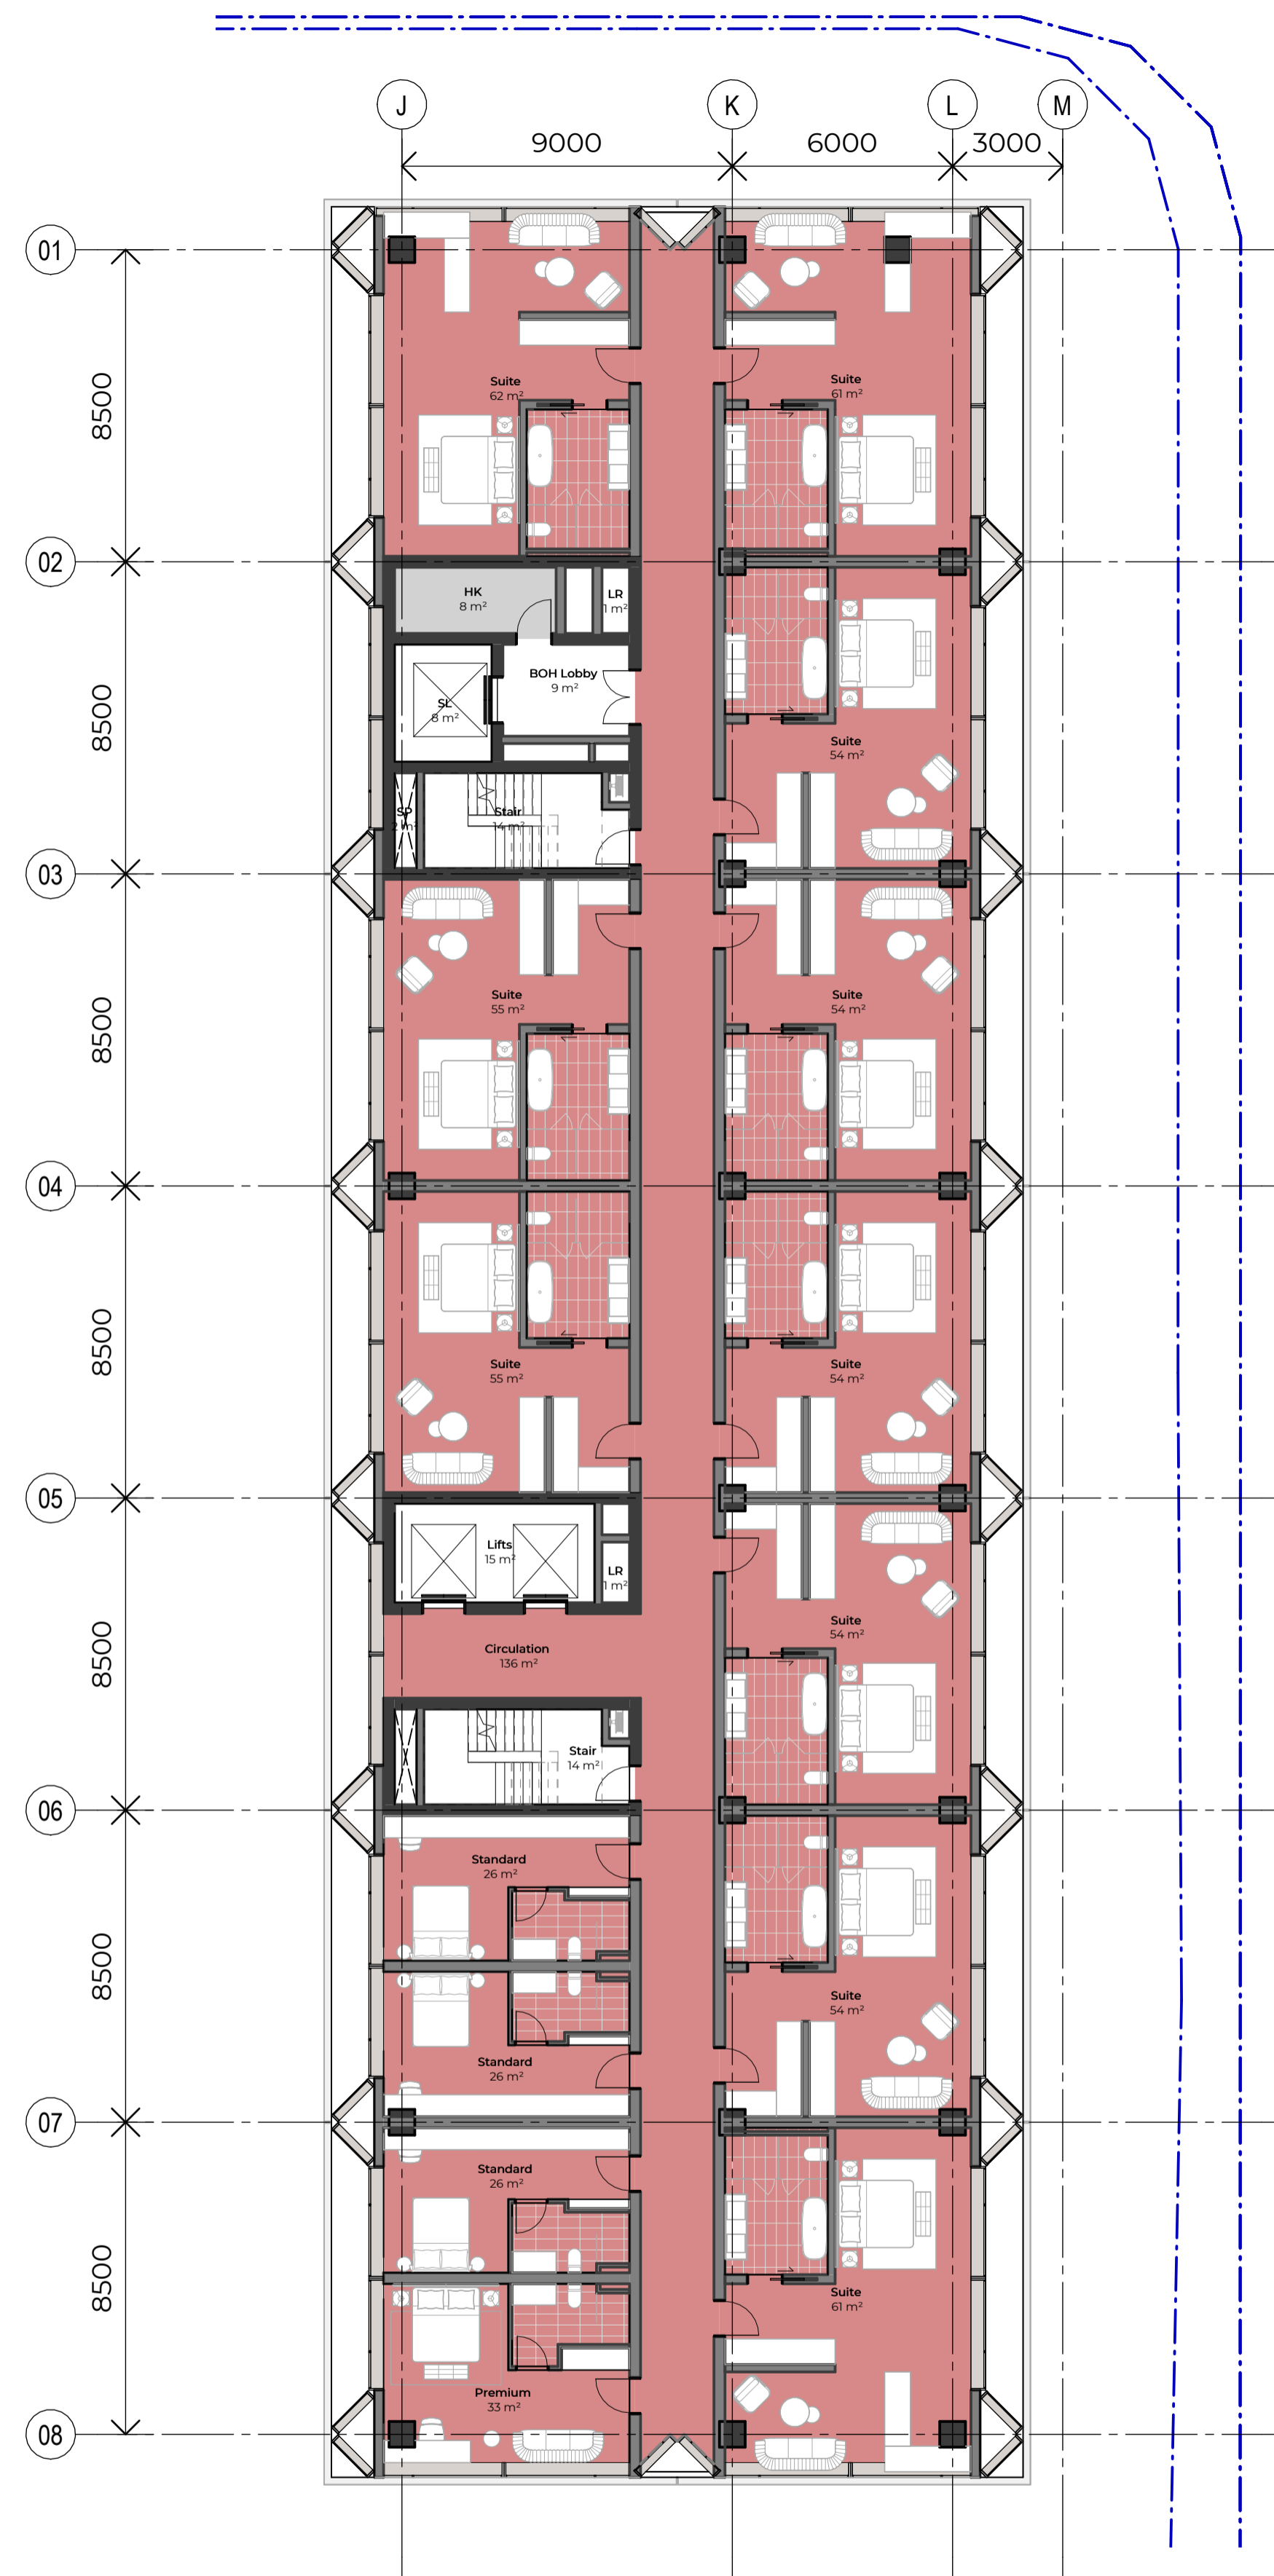 J
K
L
M
9000
6000
3000
01
8500
Suite
62 m²
Suite
61 m²
02
HK
8 m²
LR
1 m²
BOH Lobby
9 m²
SL
8 m²
8500
Suite
54 m²
SP
2 m²
Stair
14 m²
03
Suite
55 m²
Suite
54 m²
8500
04
8500
Suite
55 m²
Suite
54 m²
05
Lifts
15 m²
LR
1 m²
Suite
54 m²
Circulation
136 m²
8500
Stair
14 m²
06
Standard
26 m²
8500
Suite
54 m²
Standard
26 m²
07
Standard
26 m²
8500
Suite
61 m²
Premium
33 m²
08